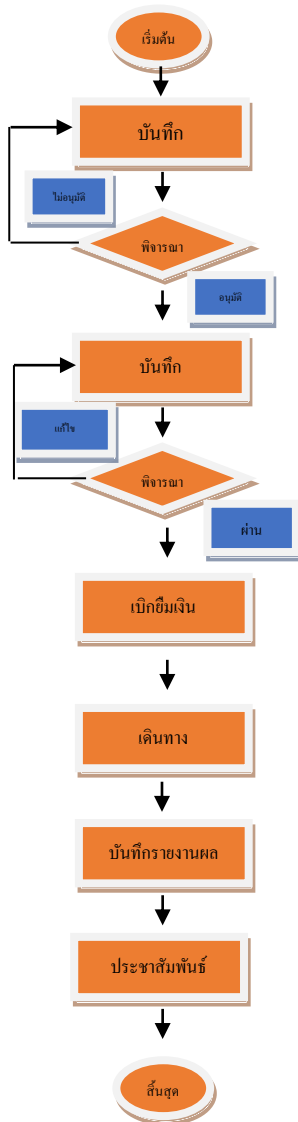 เริ่มต้น
บันทึก
ไม่อนุมัติ
พิจารณา
อนุมัติ
บันทึก
แก้ไข
พิจารณา
ผ่าน
เบิกยืมเงิน
เดินทาง
บันทึกรายงานผล
ประชาสัมพันธ์
สิ้นสุด